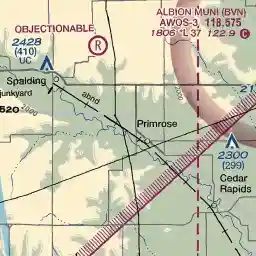 ALBION MUNI (BVN)
AWOS-3 118.575
1806 *L 37 122.9 C
OBJECTIONABLE
R
2428
(410)
UC
Spalding
junkyard
abnd
Primrose
2300
(299)
Cedar
Rapids